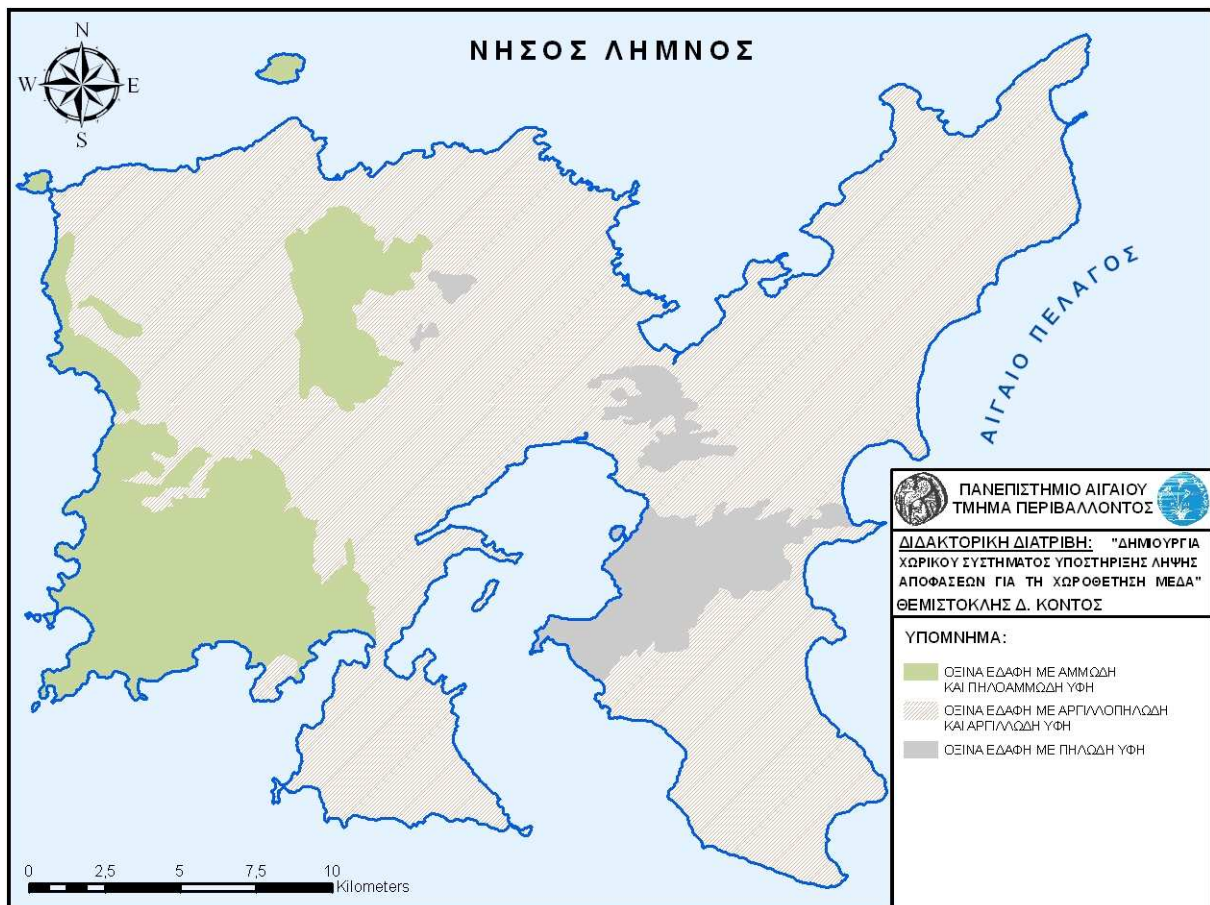 ΝΗΣΟΣ ΛΗΜΝΟΣ
N
W E
S
ΑΙΓΑΙΟ ΠΕΛΑΓΟΣ
ΠΑΝΕΠΙΣΤΗΜΙΟ ΑΙΓΑΙΟΥ
ΤΜΗΜΑ ΠΕΡΙΒΑΛΛΟΝΤΟΣ
ΔΙΔΑΚΤΟΡΙΚΗ ΔΙΑΤΡΙΒΗ: "ΔΗΜΙΟΥΡΓΙΑ
ΧΩΡΙΚΟΥ ΣΥΣΤΗΜΑΤΟΣ ΥΠΟΣΤΗΡΙΞΗΣ ΛΗΨΗΣ
ΑΠΟΦΑΣΕΩΝ ΓΙΑ ΤΗ ΧΩΡΟΘΕΤΗΣΗ ΜΕΔΑ"
ΘΕΜΙΣΤΟΚΛΗΣ Δ. ΚΟΝΤΟΣ
ΥΠΟΜΝΗΜΑ:
ΟΞΙΝΑ ΕΔΑΦΗ ΜΕ ΑΜΜΩΔΗ
ΚΑΙ ΠΗΛΟΑΜΜΩΔΗ ΥΦΗ
ΟΞΙΝΑ ΕΔΑΦΗ ΜΕ ΑΡΓΙΛΛΟΠΗΛΩΔΗ
ΚΑΙ ΑΡΓΙΛΛΩΔΗ ΥΦΗ
ΟΞΙΝΑ ΕΔΑΦΗ ΜΕ ΠΗΛΩΔΗ ΥΦΗ
0 2,5 5 7,5 10
Kilometers